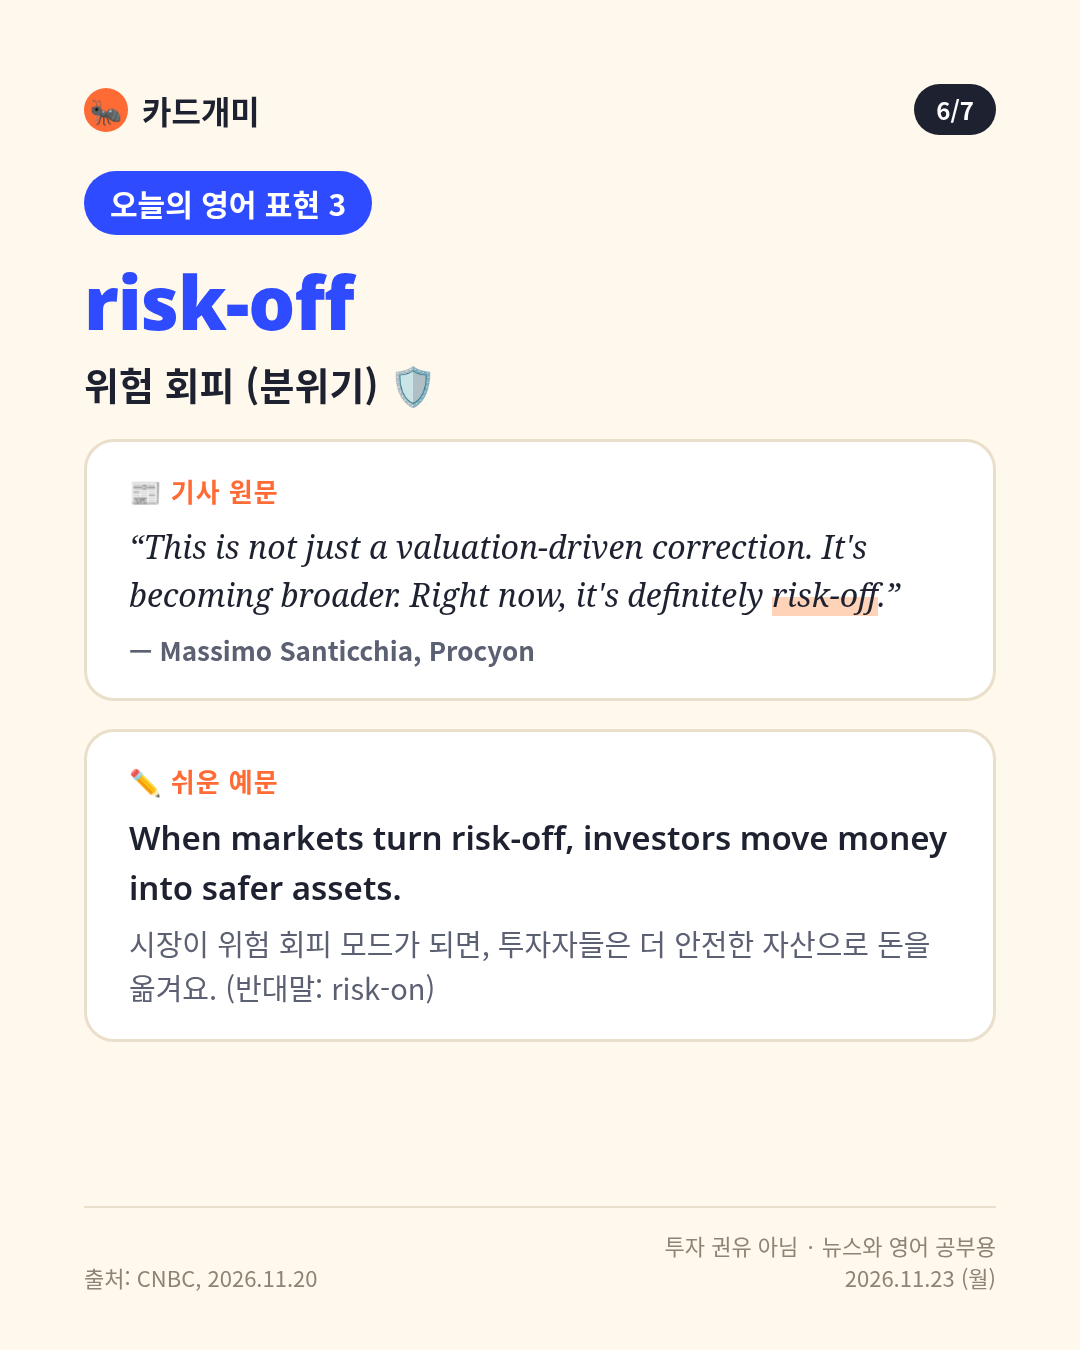 카드개미
6/7
오늘의 영어 표현 3
risk-off
위험 회피 (분위기) 🛡️
📰 기사 원문
“This is not just a valuation-driven correction. It's
becoming broader. Right now, it's definitely risk-off.”
— Massimo Santicchia, Procyon
✏️ 쉬운 예문
When markets turn risk-off, investors move money
into safer assets.
시장이 위험 회피 모드가 되면, 투자자들은 더 안전한 자산으로 돈을
옮겨요. (반대말: risk-on)
투자 권유 아님 · 뉴스와 영어 공부용
출처: CNBC, 2026.11.20
2026.11.23 (월)